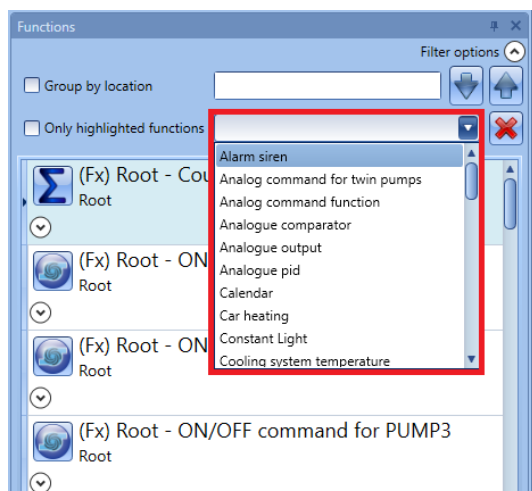 Functions
Filter options
Group by location
Only highlighted functions
Alarm siren
Analog command for twin pumps
Analog command function
Analogue comparator
Analogue output
Analogue pid
Calendar
Car heating
Constant Light
Cooling system temperature
(Fx) Root - Cou
Root
(Fx) Root - ON
Root
(Fx) Root - ON
Root
(Fx) Root - ON/OFF command for PUMP3
Root